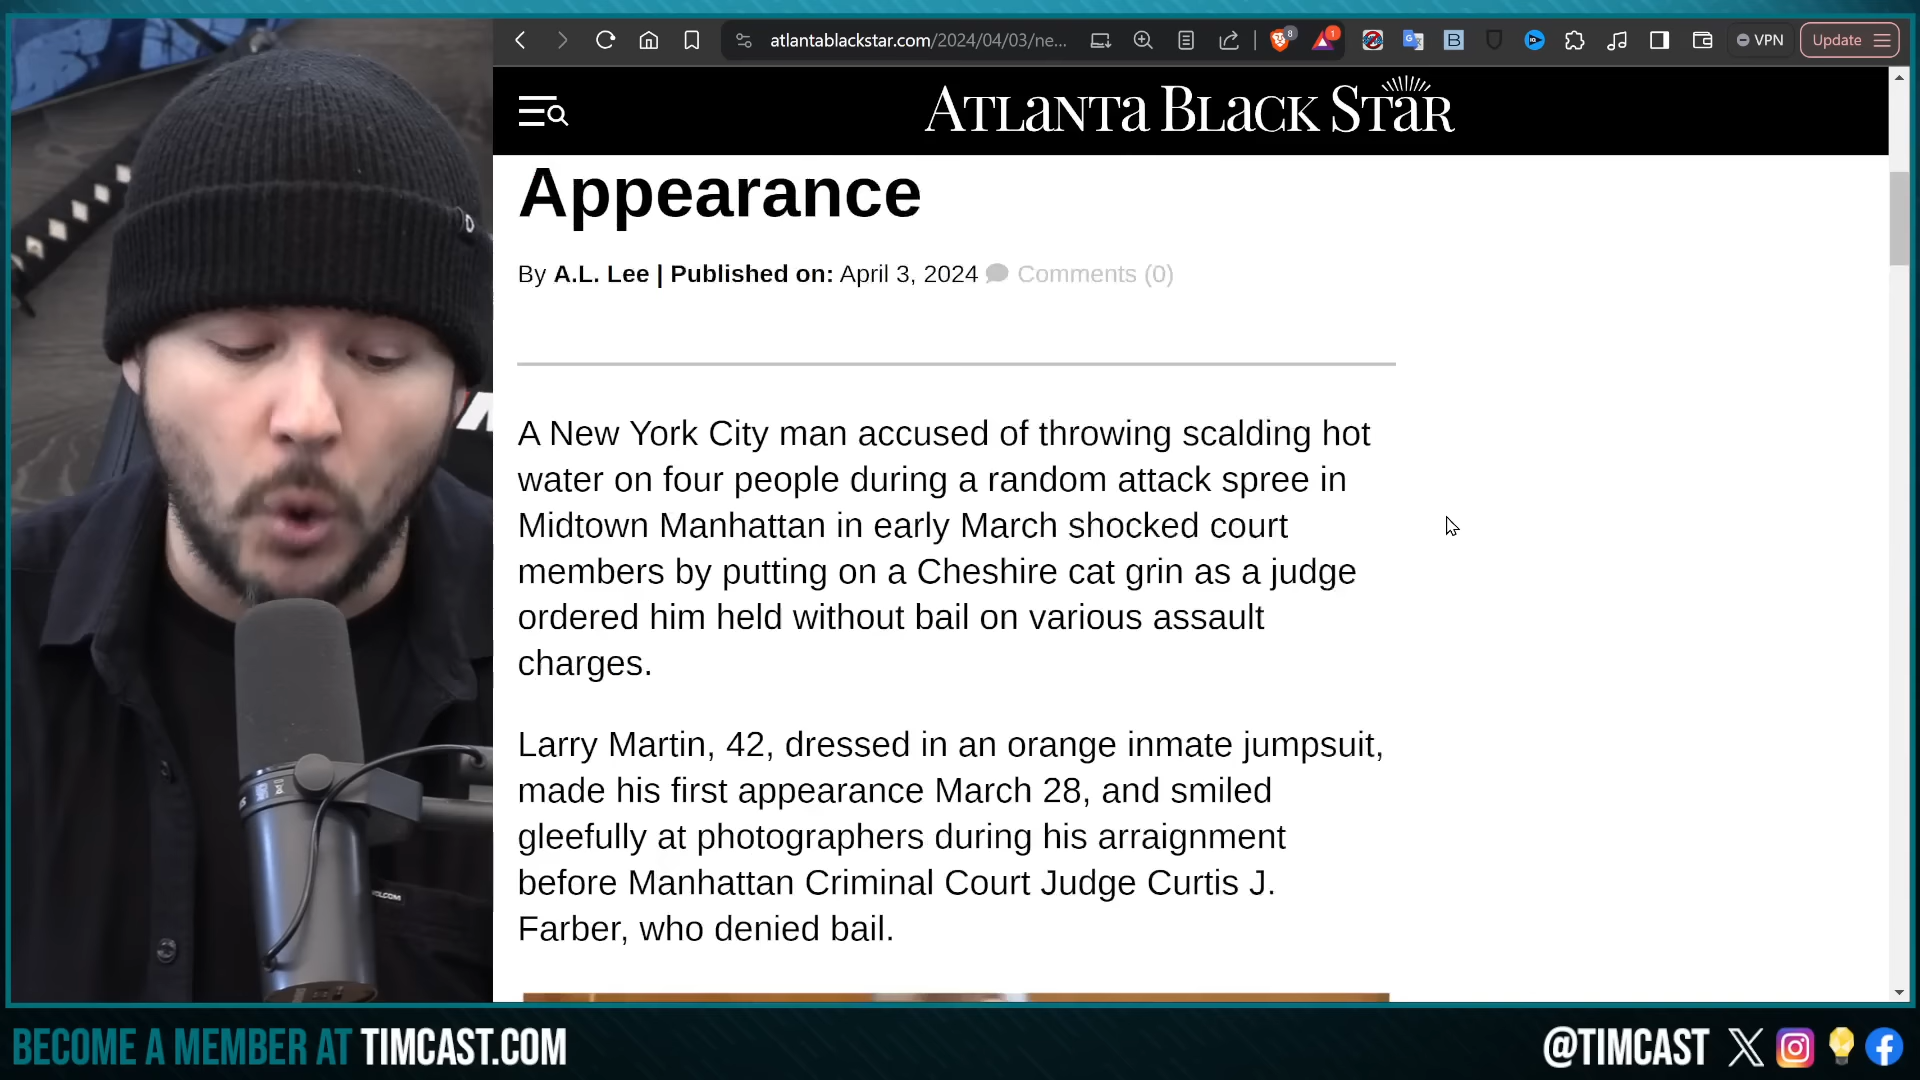 atlantablackstar.com/2024/04/03/ne...
8
1
VPN
Update
ATLANTA BLACK STAR
Appearance
By A.L. Lee | Published on: April 3, 2024 Comments (0)
A New York City man accused of throwing scalding hot
water on four people during a random attack spree in
Midtown Manhattan in early March shocked court
members by putting on a Cheshire cat grin as a judge
ordered him held without bail on various assault
charges.
Larry Martin, 42, dressed in an orange inmate jumpsuit,
made his first appearance March 28, and smiled
gleefully at photographers during his arraignment
before Manhattan Criminal Court Judge Curtis J.
Farber, who denied bail.
VOLCOM
BECOME A MEMBER AT TIMCAST.COM
@TIMCAST